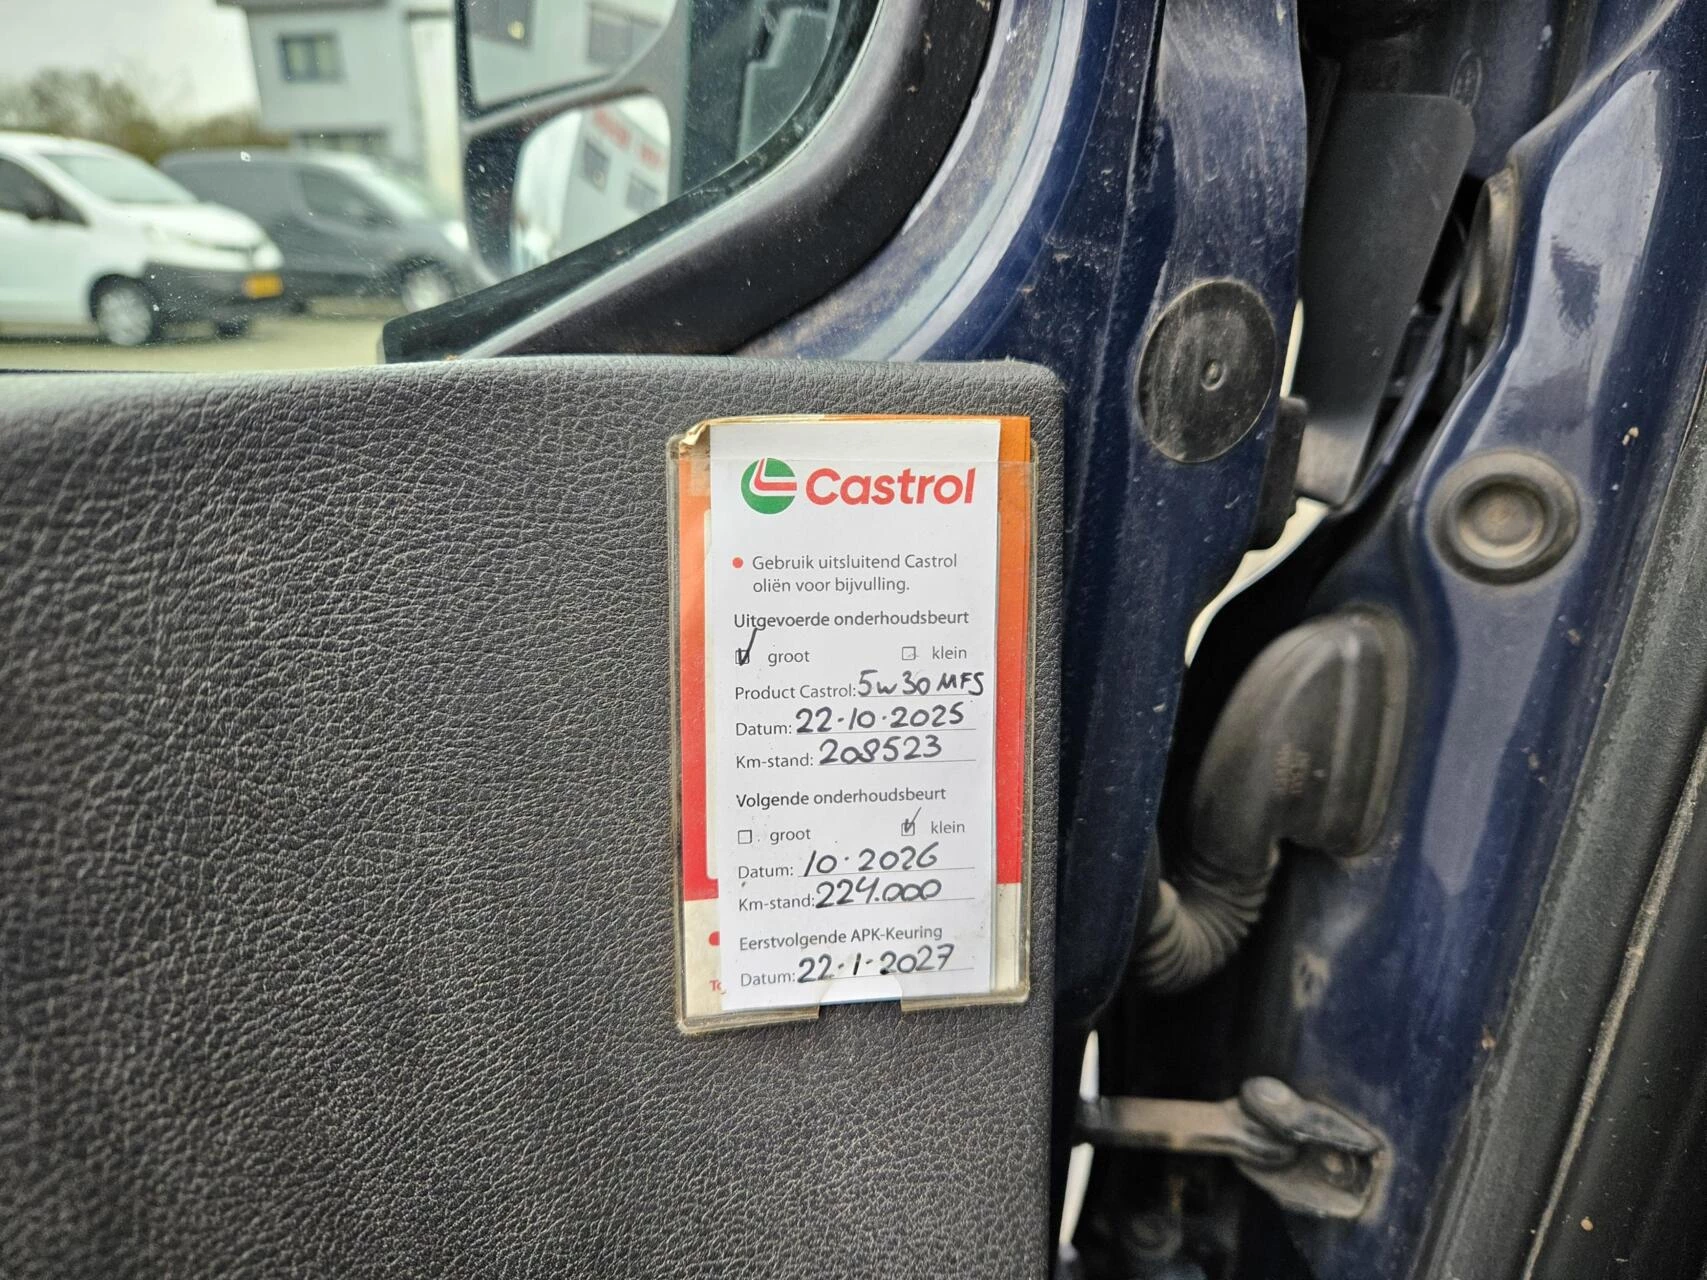 Castrol
Gebruik uitsluitend Castrol
oliën voor bijvulling.
Uitgevoerde onderhoudsbeurt
groot klein
Product Castrol: 5w30 MFS
Datum: 22-10-2025
Km-stand: 208523
Volgende onderhoudsbeurt
groot klein
Datum: 10-2026
Km-stand: 224.000
Eerstvolgende APK-Keuring
Datum: 22-1-2027